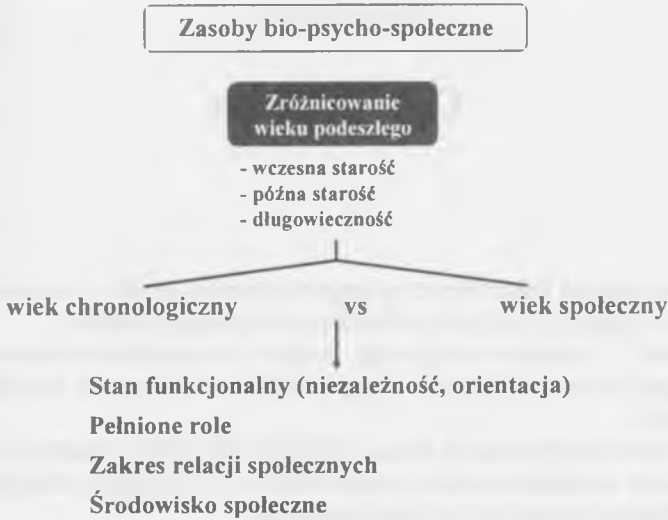 Zasoby bio-psycho-społeczne
Zróżnicowanie
wieku podeszłego
- wczesna starość
- późna starość
- długowieczność
wiek chronologiczny vs wiek społeczny
Stan funkcjonalny (niezależność, orientacja)
Pełnione role
Zakres relacji społecznych
Środowisko społeczne